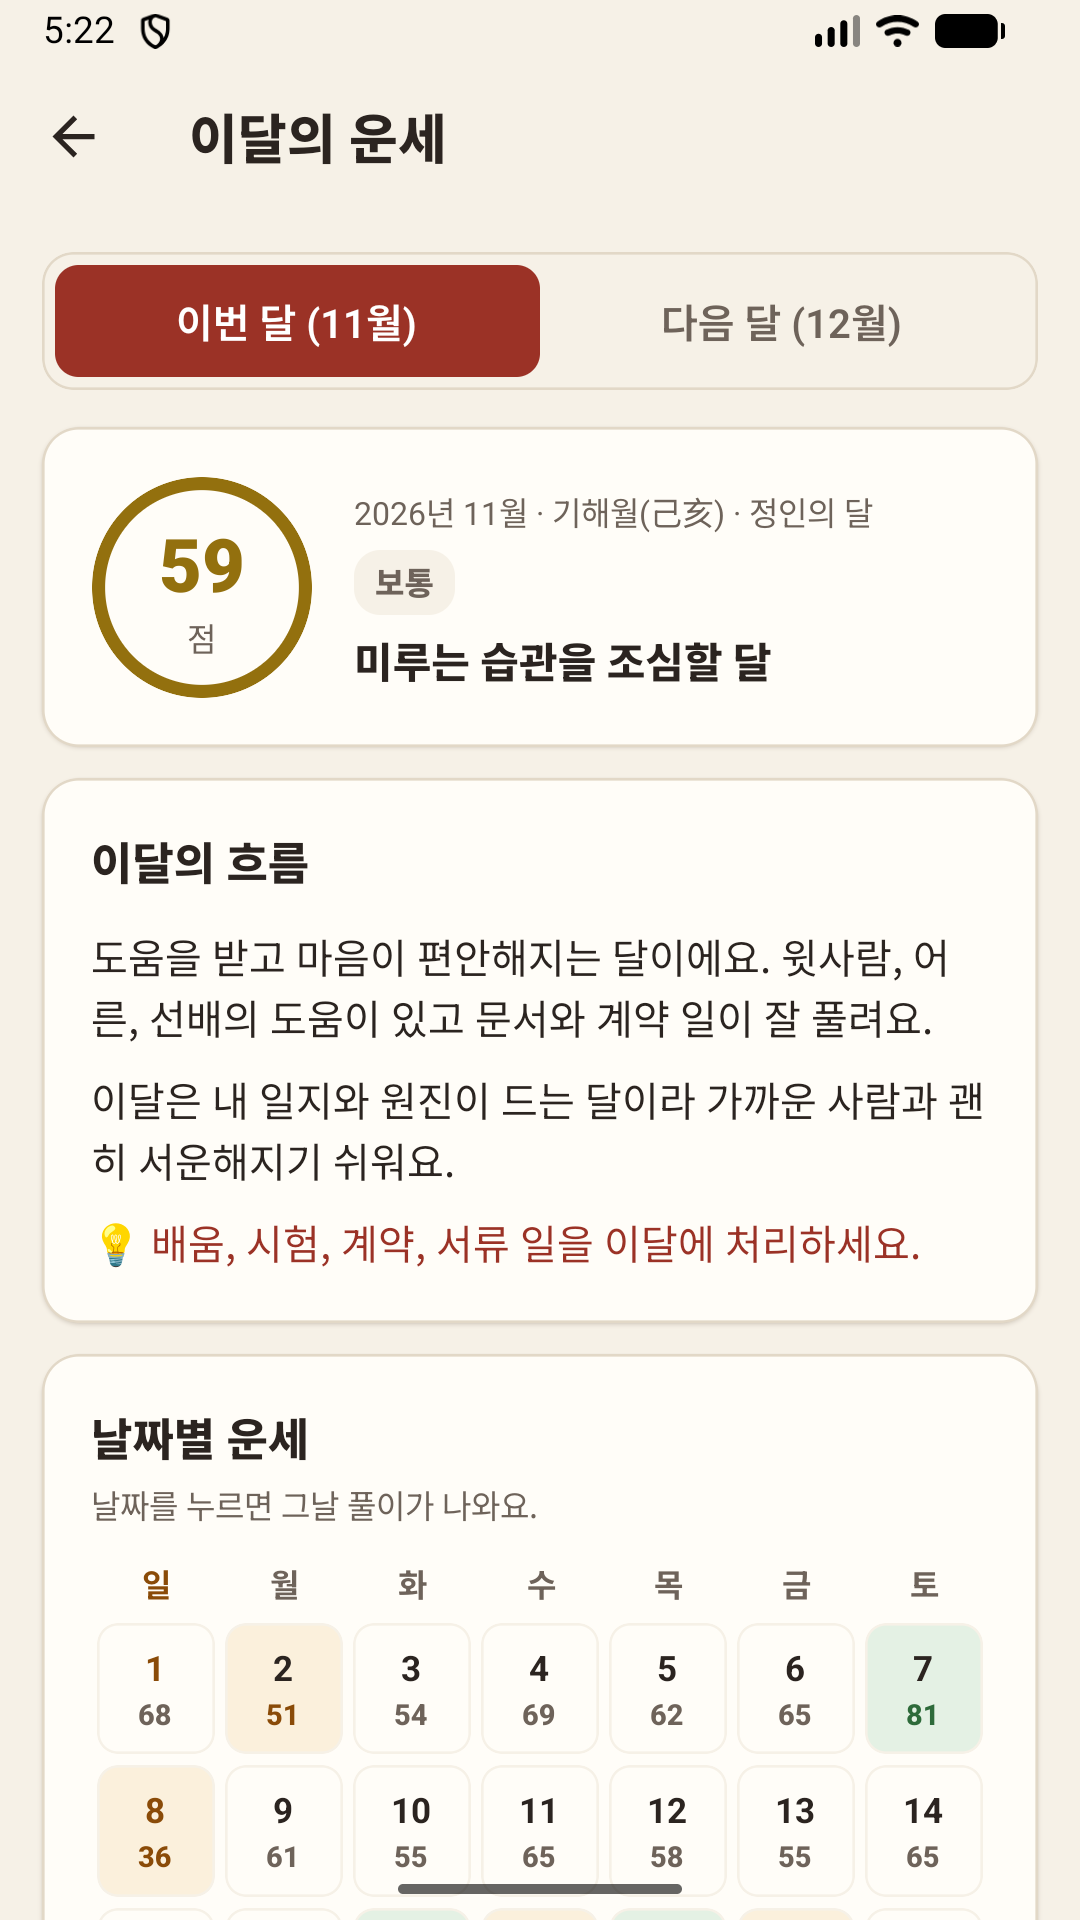 5:22
이달의 운세
이번 달 (11월)
다음 달 (12월)
59
점
2026년 11월 · 기해월(己亥) · 정인의 달
보통
미루는 습관을 조심할 달
이달의 흐름
도움을 받고 마음이 편안해지는 달이에요. 윗사람, 어
른, 선배의 도움이 있고 문서와 계약 일이 잘 풀려요.
이달은 내 일지와 원진이 드는 달이라 가까운 사람과 괜
히 서운해지기 쉬워요.
💡 배움, 시험, 계약, 서류 일을 이달에 처리하세요.
날짜별 운세
날짜를 누르면 그날 풀이가 나와요.
일 월 화 수 목 금 토
1 2 3 4 5 6 7
68 51 54 69 62 65 81
8 9 10 11 12 13 14
36 61 55 65 58 55 65